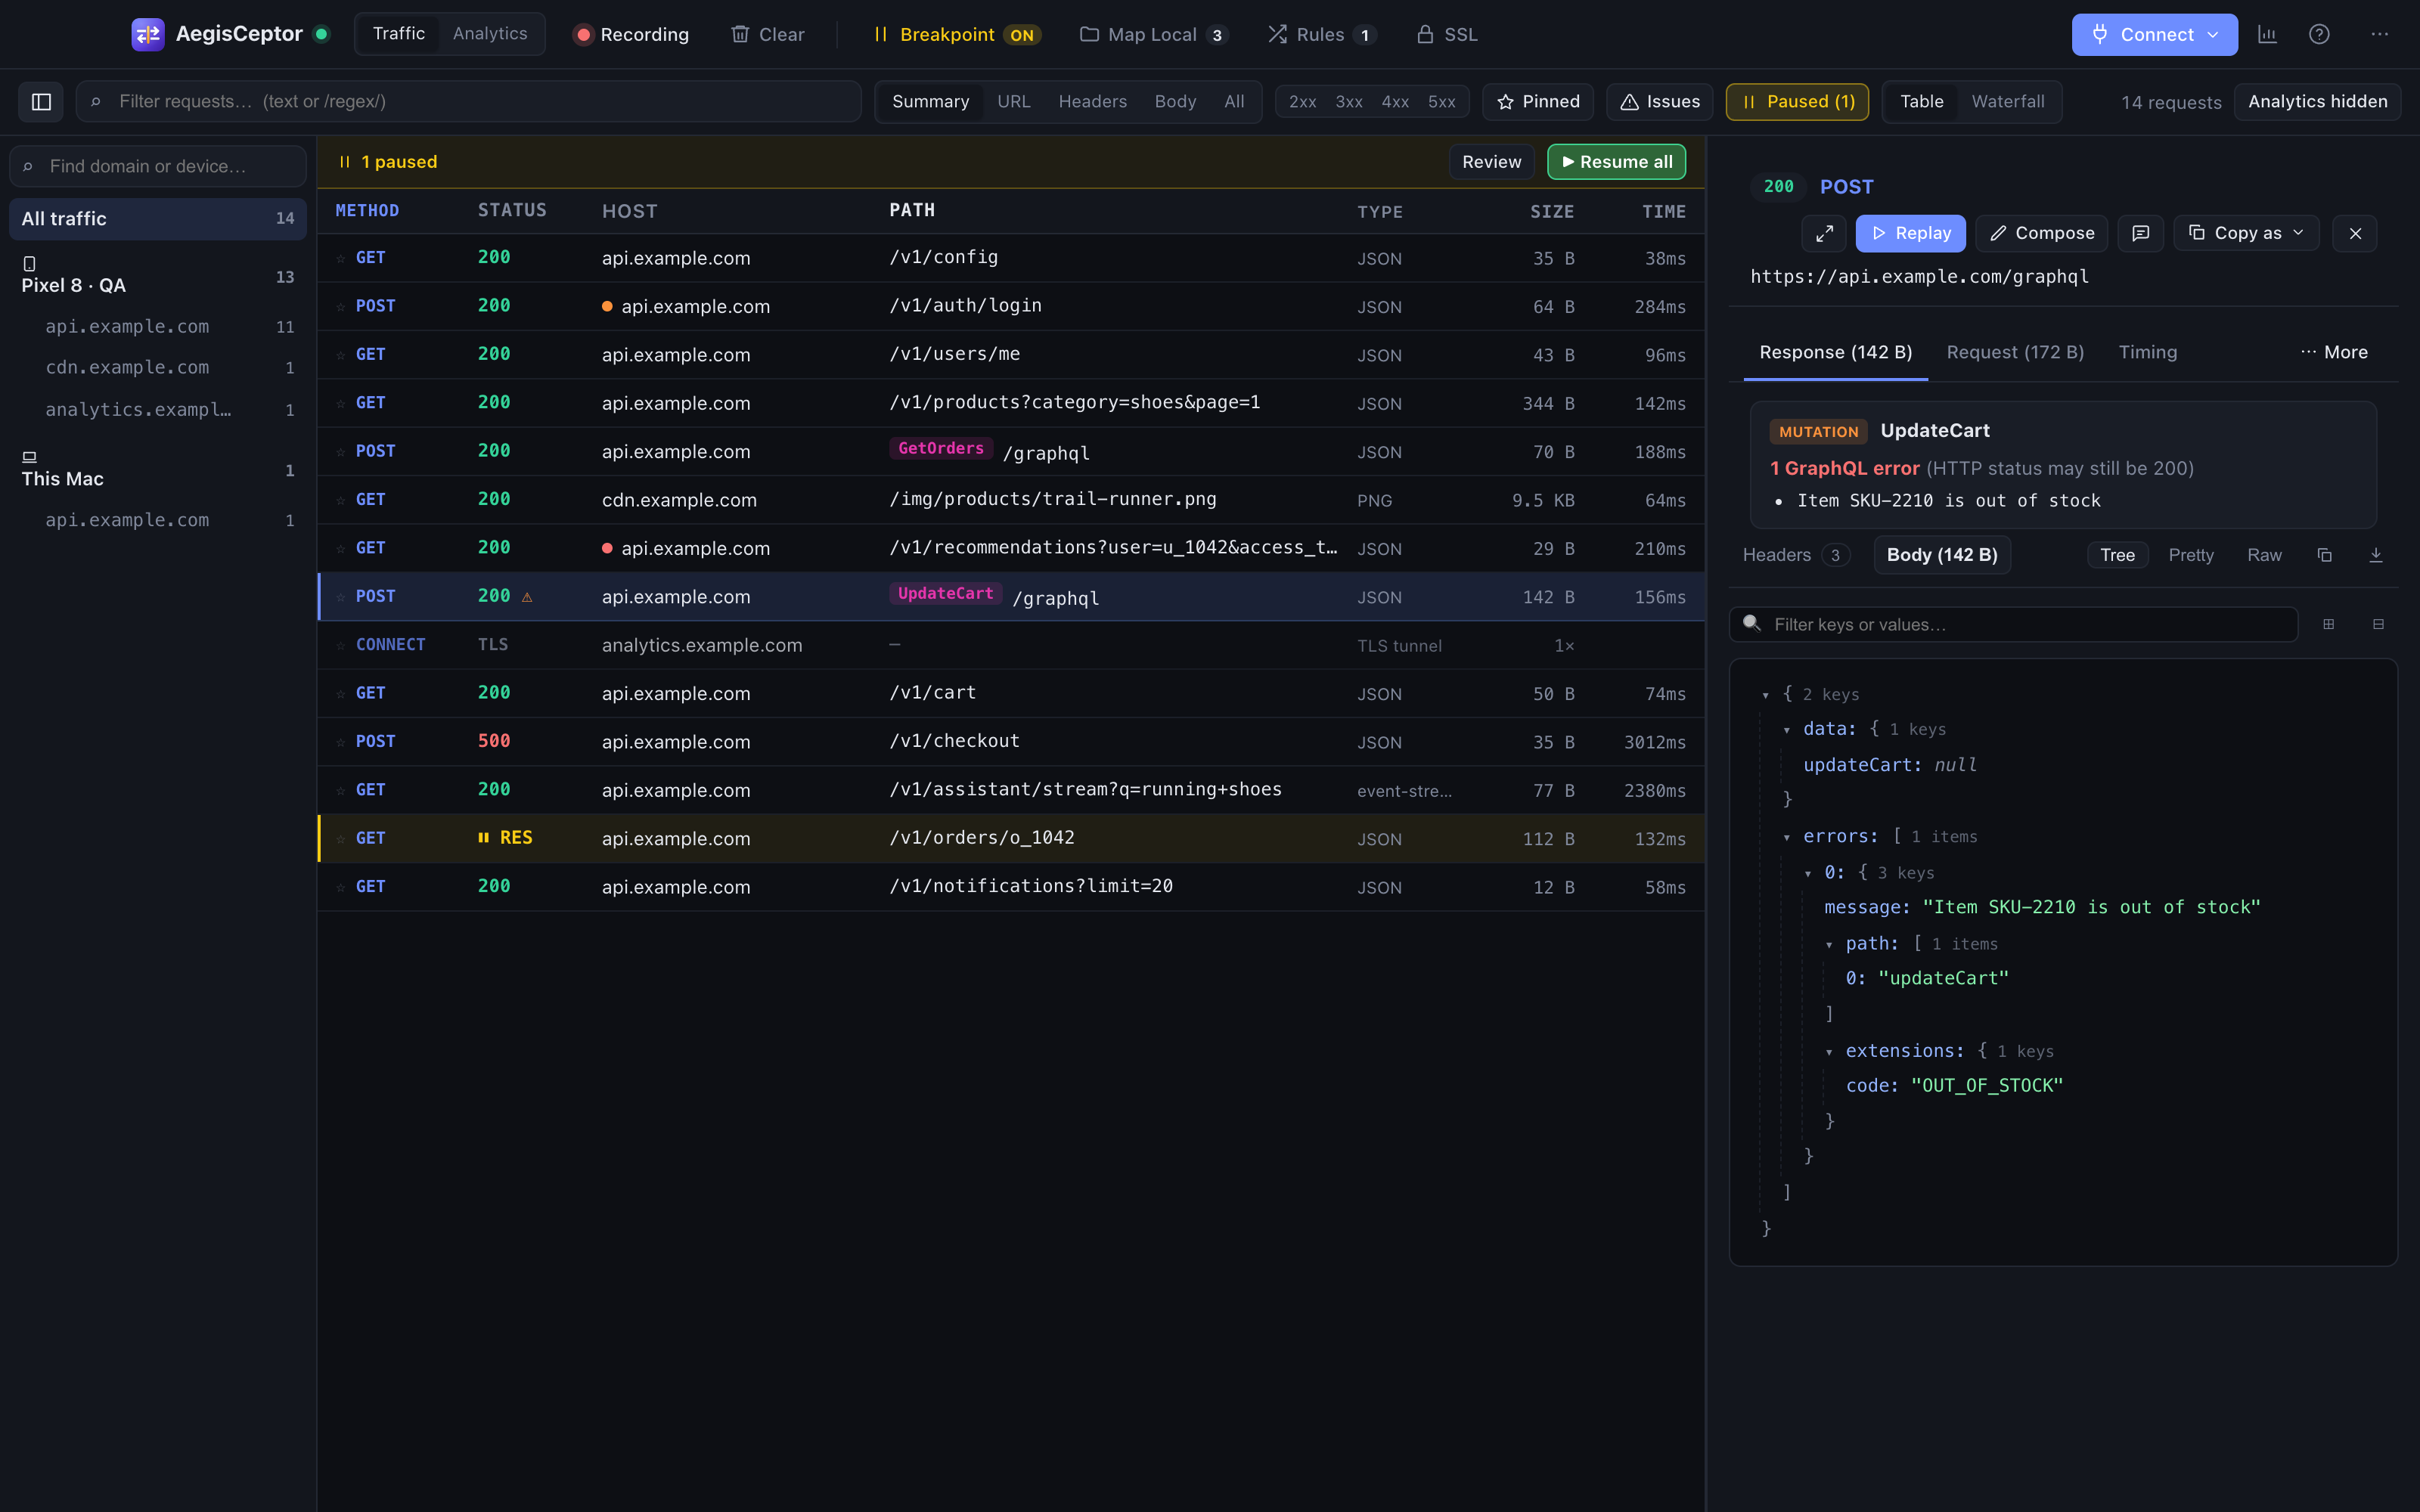 AegisCeptor Traffic Analytics Recording Clear Breakpoint ON Map Local 3 Rules 1 SSL Connect
Filter requests… (text or /regex/) Summary URL Headers Body All 2xx 3xx 4xx 5xx Pinned Issues Paused (1) Table Waterfall 14 requests Analytics hidden
Find domain or device…
All traffic 14
Pixel 8 · QA 13
api.example.com 11
cdn.example.com 1
analytics.exampl… 1
This Mac 1
api.example.com 1
1 paused Review Resume all
METHOD STATUS HOST PATH TYPE SIZE TIME
GET 200 api.example.com /v1/config JSON 35 B 38ms
POST 200 api.example.com /v1/auth/login JSON 64 B 284ms
GET 200 api.example.com /v1/users/me JSON 43 B 96ms
GET 200 api.example.com /v1/products?category=shoes&page=1 JSON 344 B 142ms
POST 200 api.example.com GetOrders /graphql JSON 70 B 188ms
GET 200 cdn.example.com /img/products/trail-runner.png PNG 9.5 KB 64ms
GET 200 api.example.com /v1/recommendations?user=u_1042&access_t… JSON 29 B 210ms
POST 200 ⚠ api.example.com UpdateCart /graphql JSON 142 B 156ms
CONNECT TLS analytics.example.com — TLS tunnel 1×
GET 200 api.example.com /v1/cart JSON 50 B 74ms
POST 500 api.example.com /v1/checkout JSON 35 B 3012ms
GET 200 api.example.com /v1/assistant/stream?q=running+shoes event-stre… 77 B 2380ms
GET RES api.example.com /v1/orders/o_1042 JSON 112 B 132ms
GET 200 api.example.com /v1/notifications?limit=20 JSON 12 B 58ms
200 POST
Replay Compose Copy as
https://api.example.com/graphql
Response (142 B) Request (172 B) Timing ··· More
MUTATION UpdateCart
1 GraphQL error (HTTP status may still be 200)
• Item SKU-2210 is out of stock
Headers 3 Body (142 B) Tree Pretty Raw
Filter keys or values…
▾ { 2 keys
▾ data: { 1 keys
updateCart: null
}
▾ errors: [ 1 items
▾ 0: { 3 keys
message: "Item SKU-2210 is out of stock"
▾ path: [ 1 items
0: "updateCart"
]
▾ extensions: { 1 keys
code: "OUT_OF_STOCK"
}
}
]
}